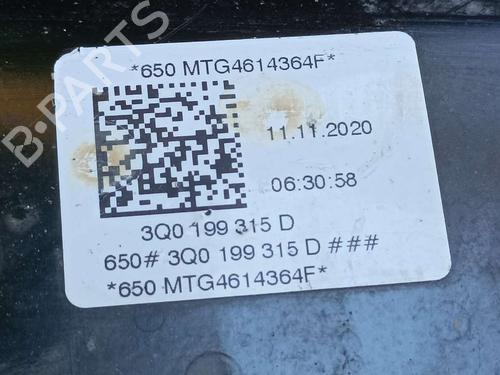 *650 MTG4614364F*
11.11.2020
06:30:58
3Q0 199 315 D
650# 3Q0 199 315 D ###
*650 MTG4614364F*
B-PARTS